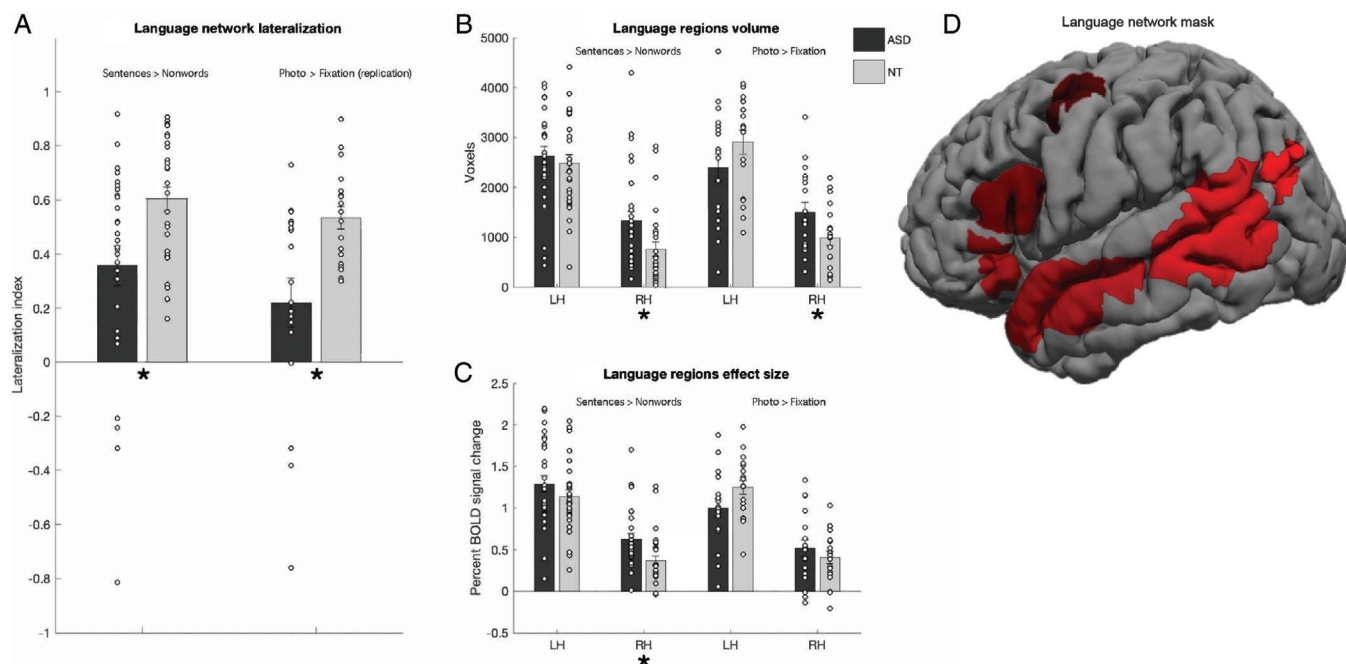 A
Language network lateralization
Sentences > Nonwords
Photo > Fixation (replication)
Lateralization index
1
0.8
0.6
0.4
0.2
0
-0.2
-0.4
-0.6
-0.8
-1
*
*
B
Language regions volume
Sentences > Nonwords
Photo > Fixation
ASD
NT
Voxels
5000
4000
3000
2000
1000
0
LH
RH
LH
RH
*
*
C
Language regions effect size
Sentences > Nonwords
Photo > Fixation
Percent BOLD signal change
2.5
2
1.5
1
0.5
0
-0.5
LH
RH
LH
RH
*
D
Language network mask